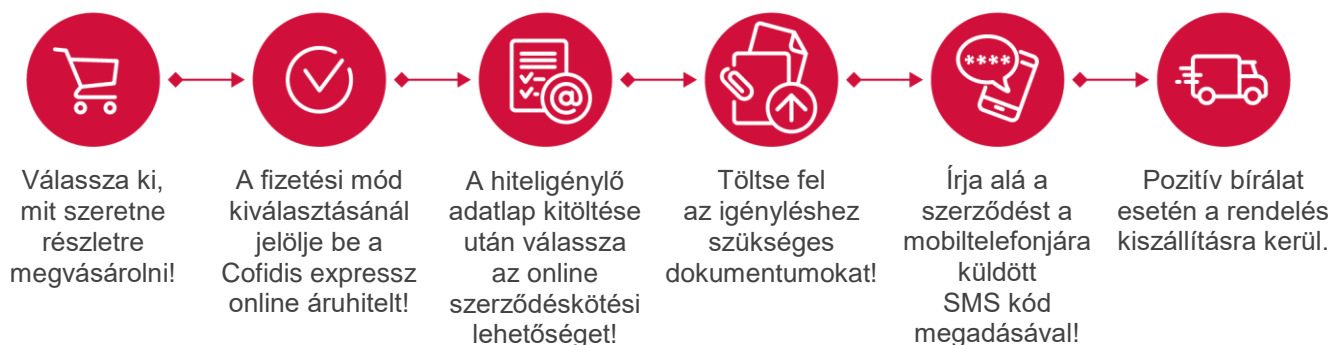 ****
@
Válassza ki,
mit szeretne
részletre
megvásárolni!
A fizetési mód
kiválasztásánál
jelölje be a
Cofidis expressz
online áruhitelt!
A hiteligénylő
adatlap kitöltése
után válassza
az online
szerződéskötési
lehetőséget!
Töltse fel
az igényléshez
szükséges
dokumentumokat!
Írja alá a
szerződést a
mobiltelefonjára
küldött
SMS kód
megadásával!
Pozitív bírálat
esetén a rendelés
kiszállításra kerül.